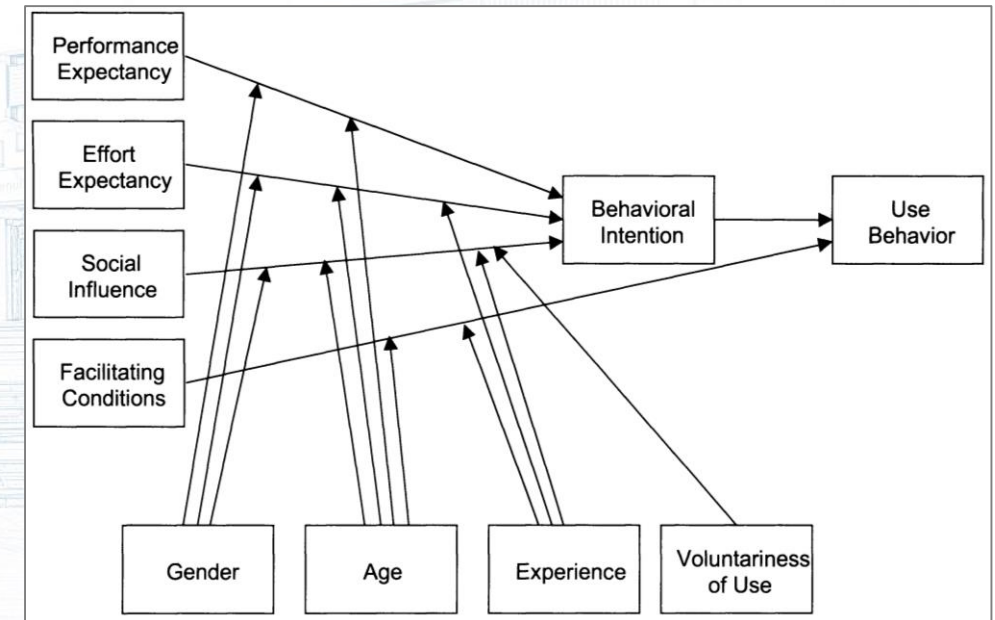 Performance
Expectancy
Effort
Expectancy
Social
Influence
Facilitating
Conditions
Behavioral
Intention
Use
Behavior
Gender
Age
Experience
Voluntariness
of Use